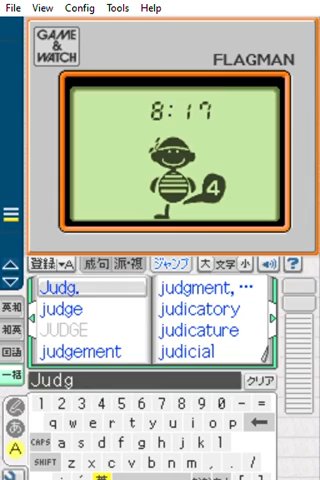 File View Config Tools Help
GAME & WATCH
FLAGMAN
8:17
4
登録▼A 成句 派・複 ジャンプ 大 文字 小 ?
Judg. judgment, …
judge judicatory
JUDGE judicature
judgement judicial
英和
和英
国語
一括
Judg クリア
1 2 3 4 5 6 7 8 9 0 - =
q w e r t y u i o p
CAPS a s d f g h j k l
SHIFT z x c v b n m , . /
あ
A
英